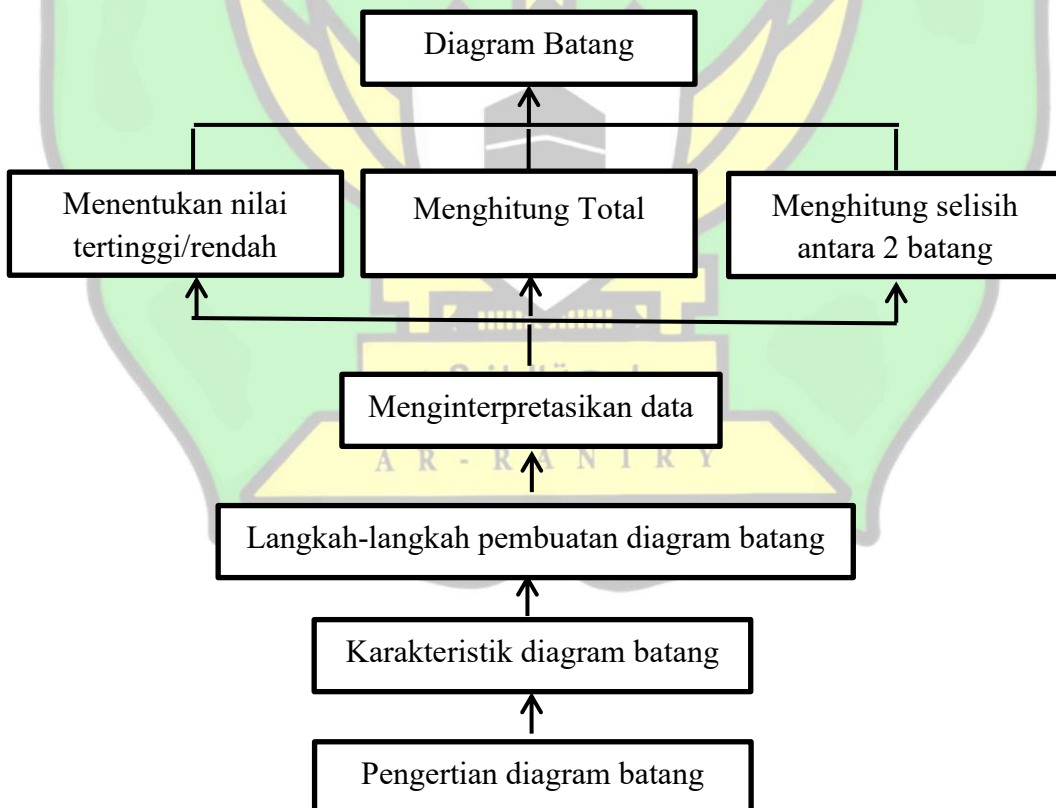 Diagram Batang
Menentukan nilai
tertinggi/rendah
Menghitung Total
Menghitung selisih
antara 2 batang
Menginterpretasikan data
A R - R A N I R Y
Langkah-langkah pembuatan diagram batang
Karakteristik diagram batang
Pengertian diagram batang